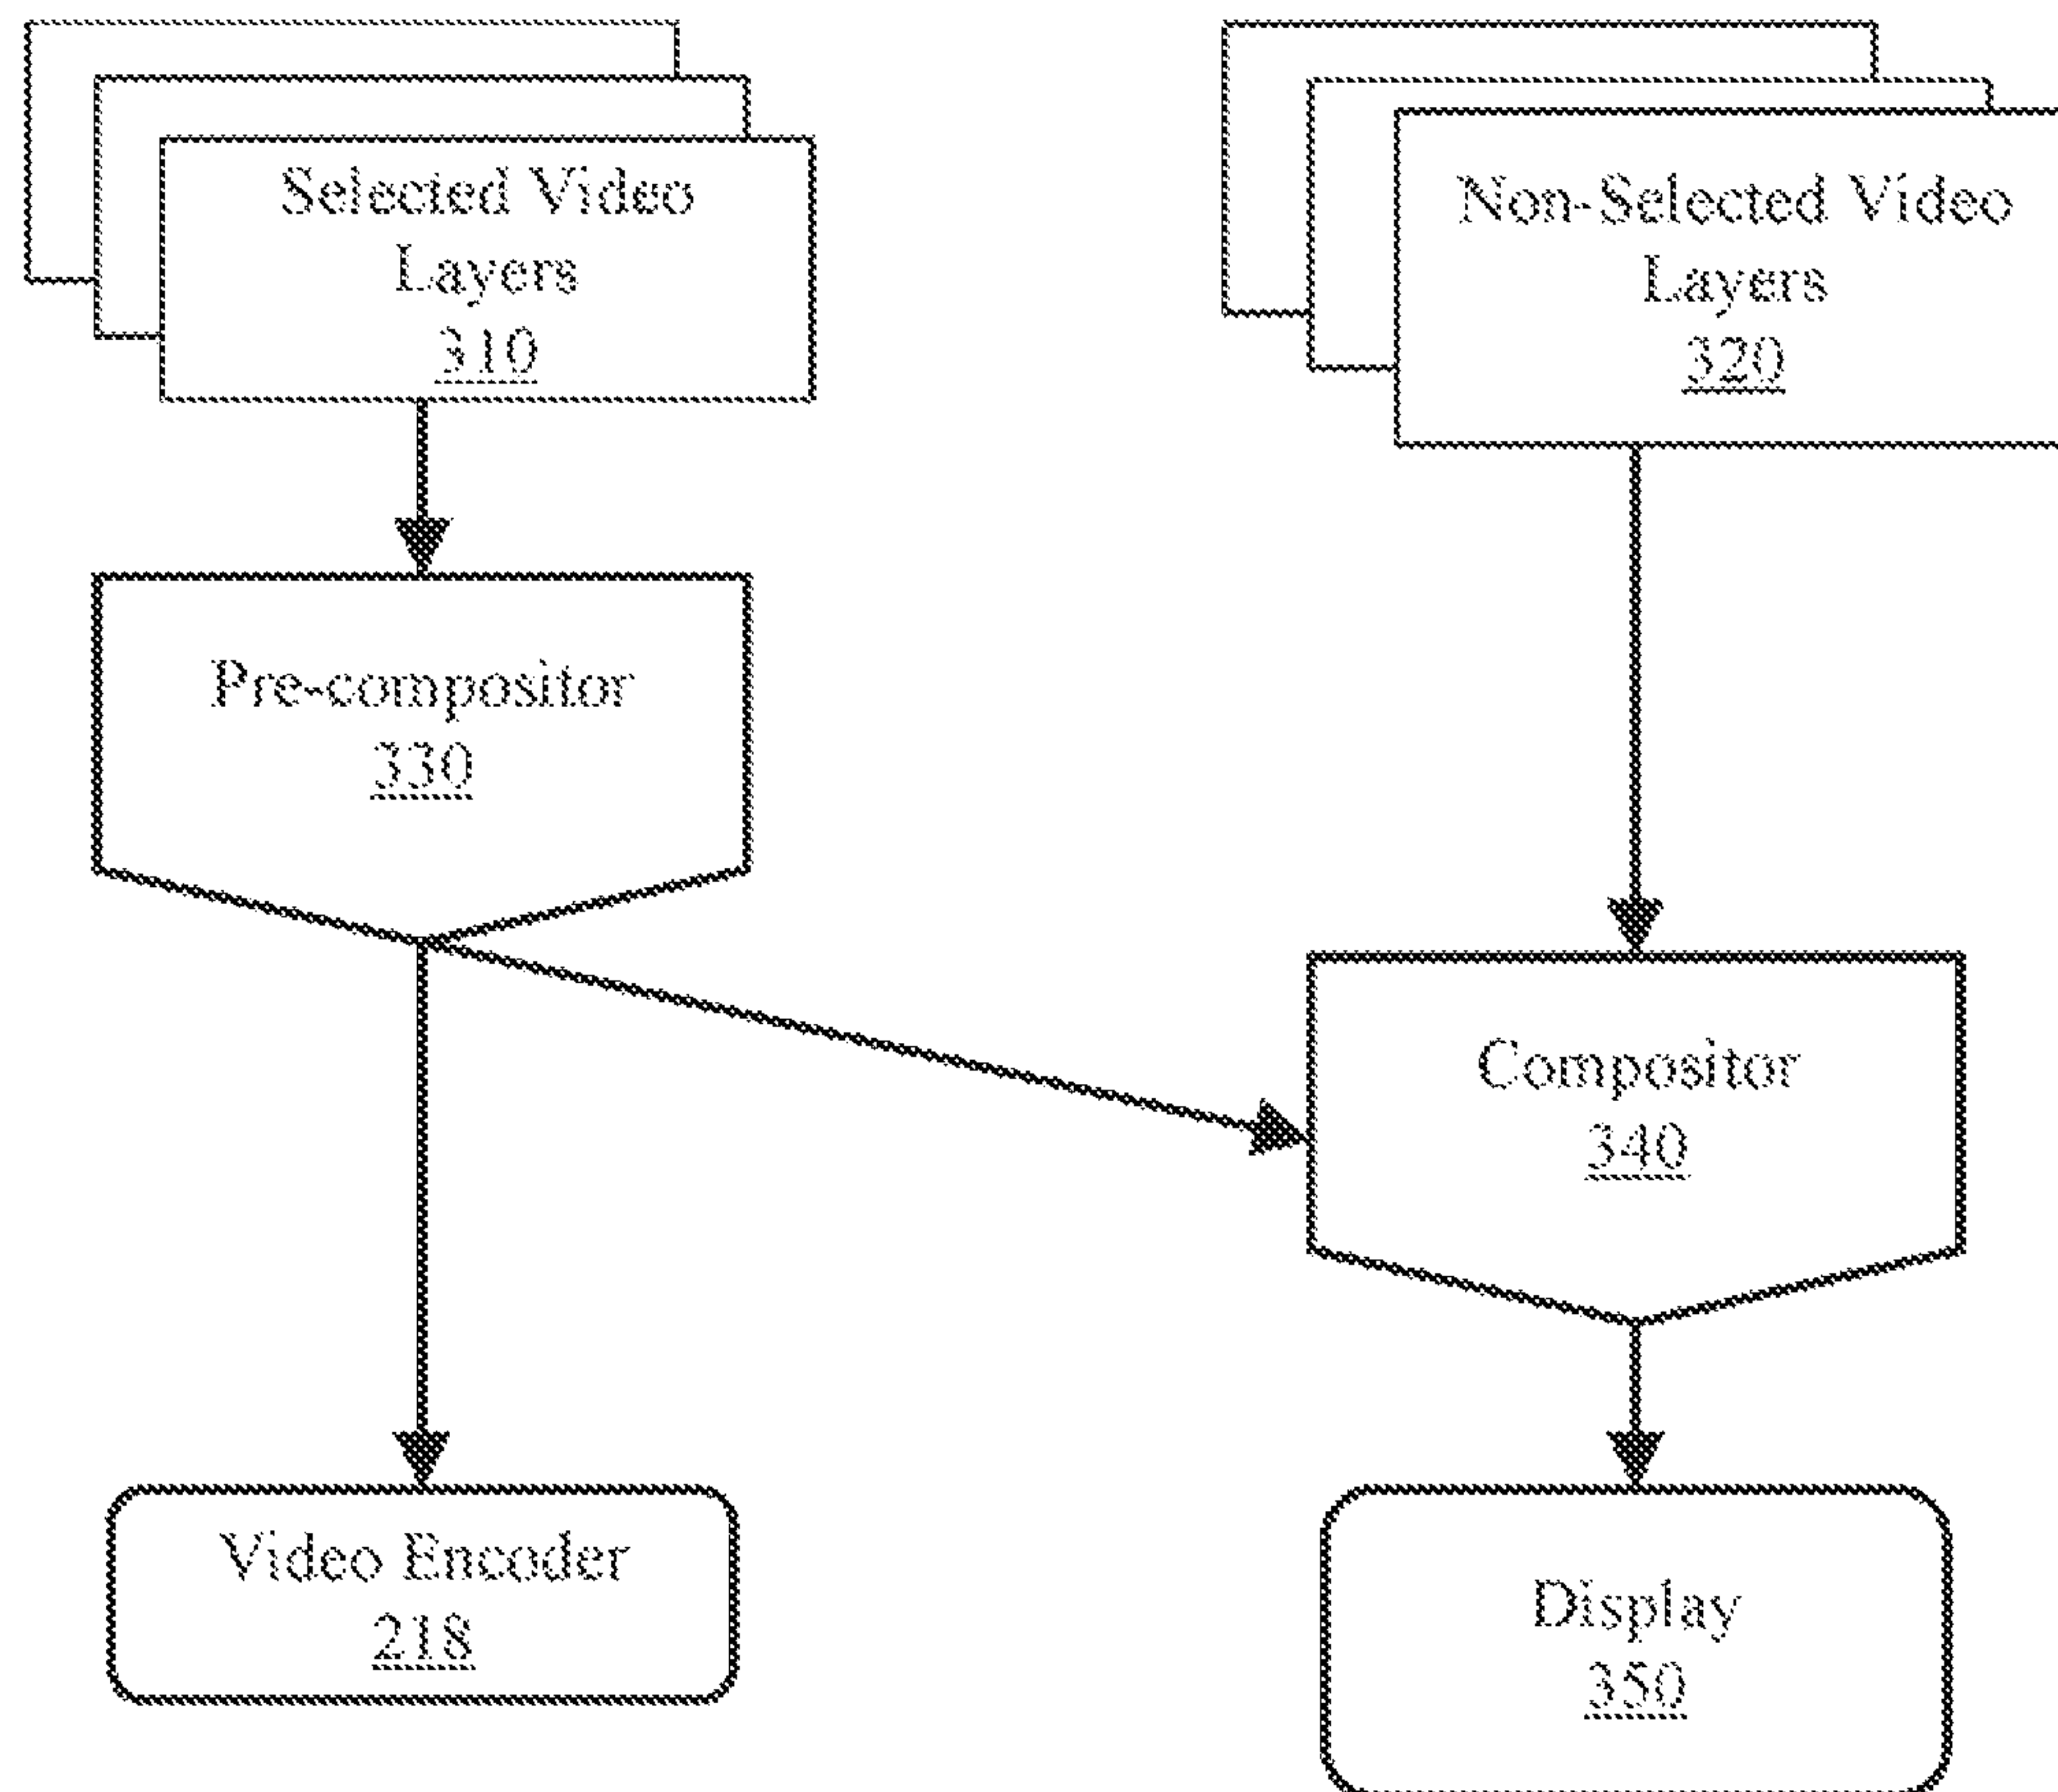 Selected Video
Layers
310
Non-Selected Video
Layers
320
Pre-compositor
330
Compositor
340
Video Encoder
218
Display
350